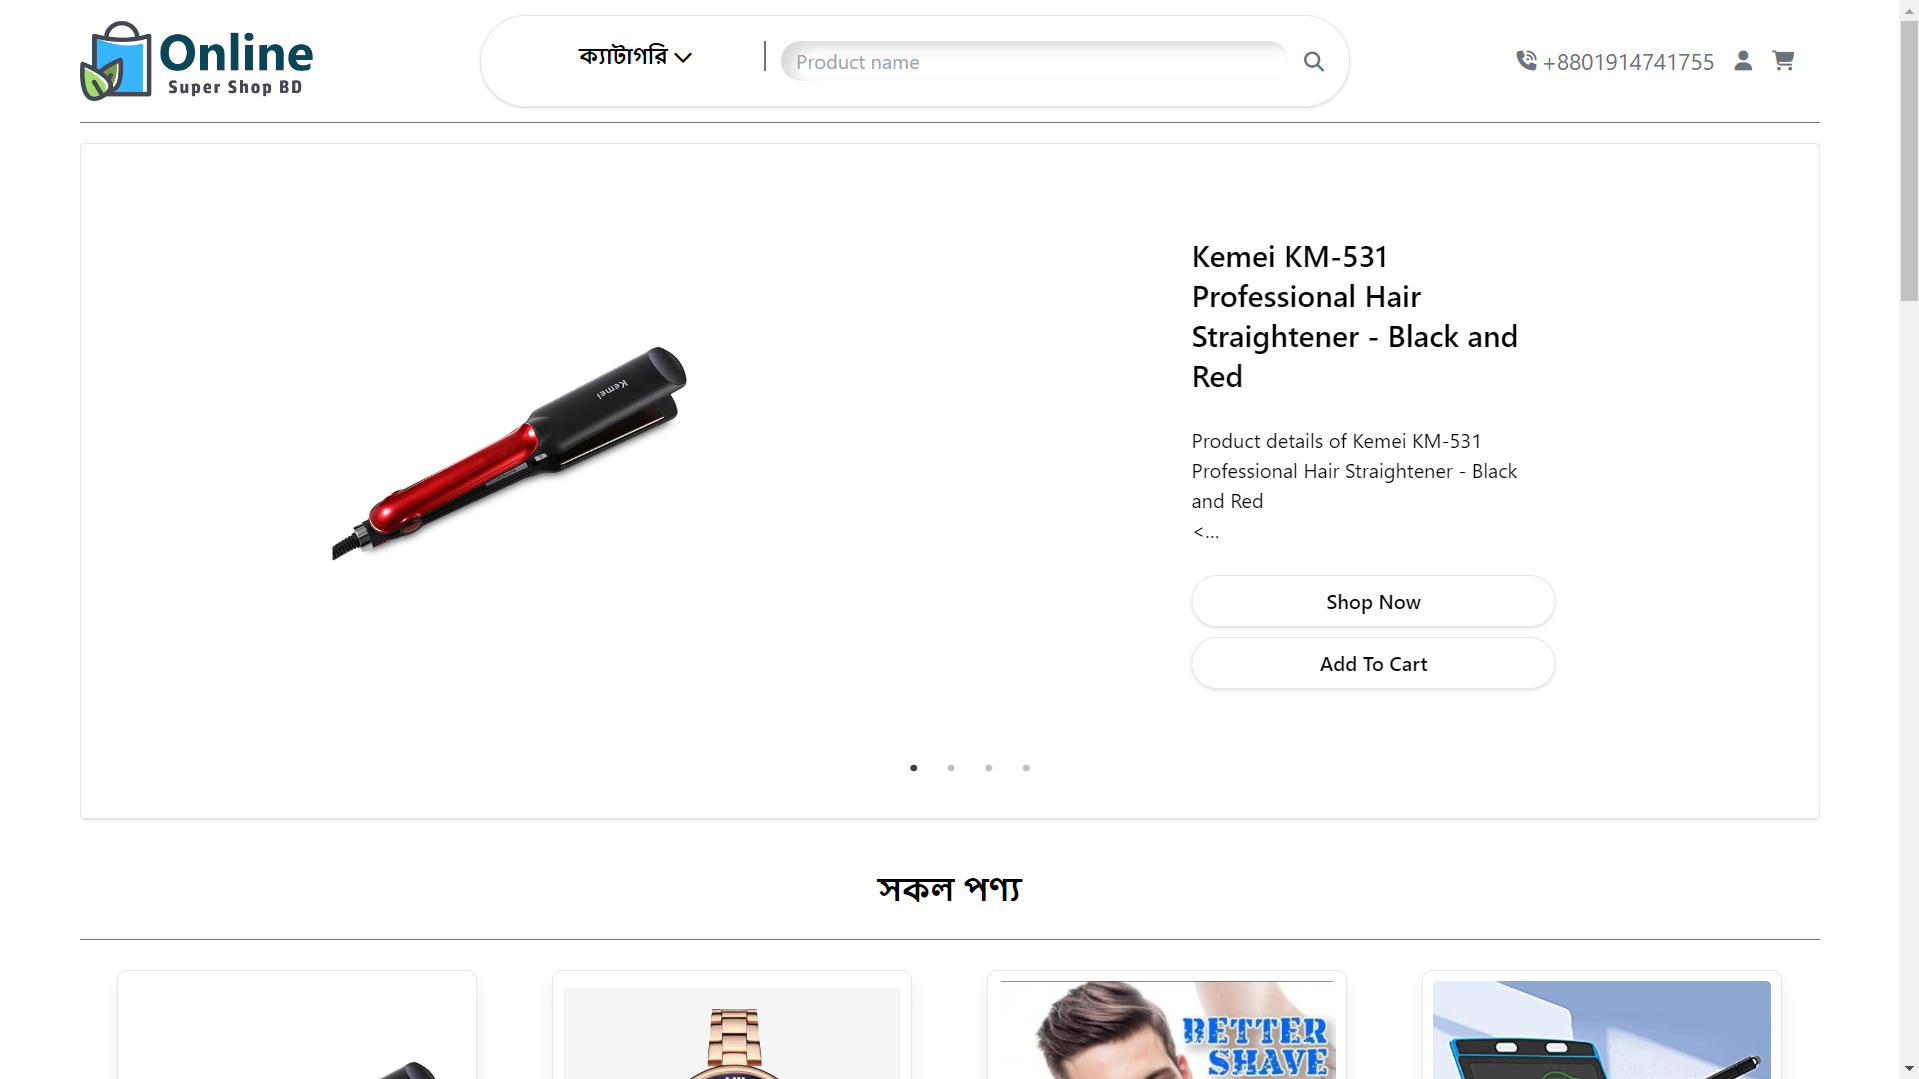 Online
Super Shop BD
ক্যাটাগরি
Product name
+8801914741755
Kemei KM-531
Professional Hair
Straightener - Black and
Red
Kemei
Product details of Kemei KM-531
Professional Hair Straightener - Black
and Red
<...
Shop Now
Add To Cart
সকল পণ্য
BETTER
SHAVE